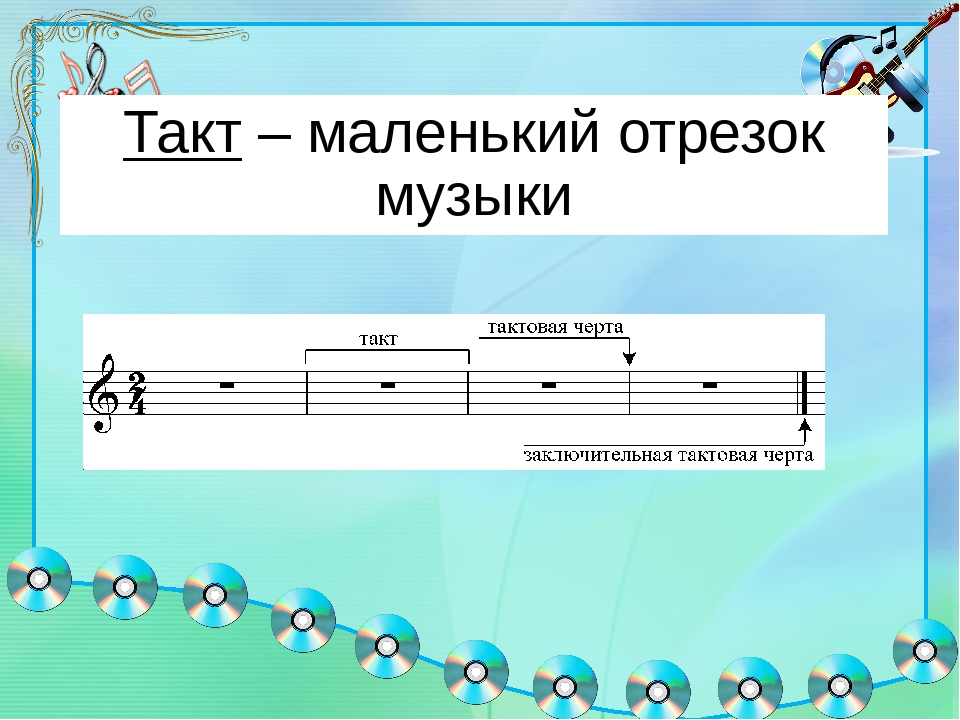 Такт – маленький отрезок
музыки
такт
тактовая черта
2
4
заключительная тактовая черта